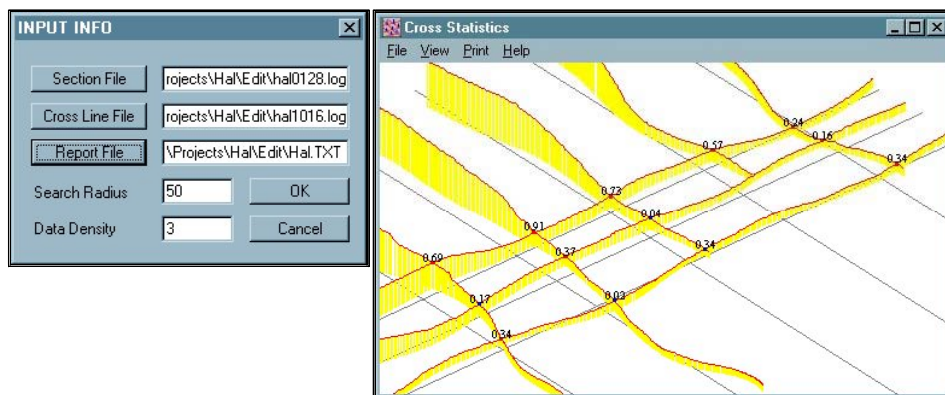 INPUT INFO
Section File rojects\Hal\Edit\hal0128.log
Cross Line File rojects\Hal\Edit\hal1016.log
Report File \Projects\Hal\Edit\Hal.TXT
Search Radius 50 OK
Data Density 3 Cancel
Cross Statistics
File View Print Help
0.24
0.16
0.57
0.34
0.73
0.04
0.91
0.34
0.37
0.69
0.17
0.02
0.34